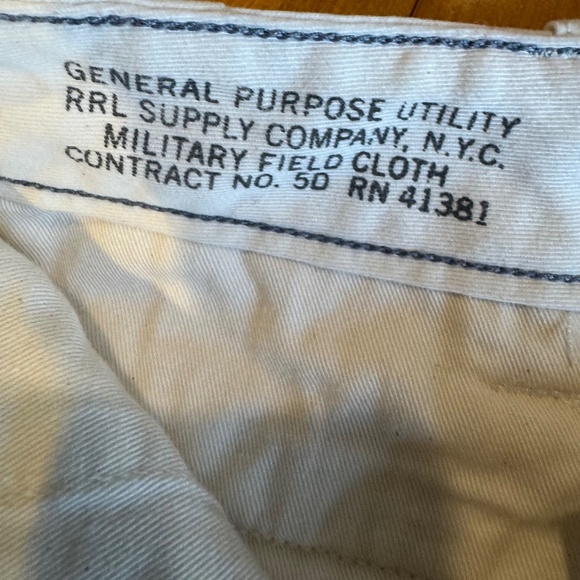 GENERAL PURPOSE UTILITY
RRL SUPPLY COMPANY, N.Y.C.
MILITARY FIELD CLOTH
CONTRACT NO. 5D RN 41381